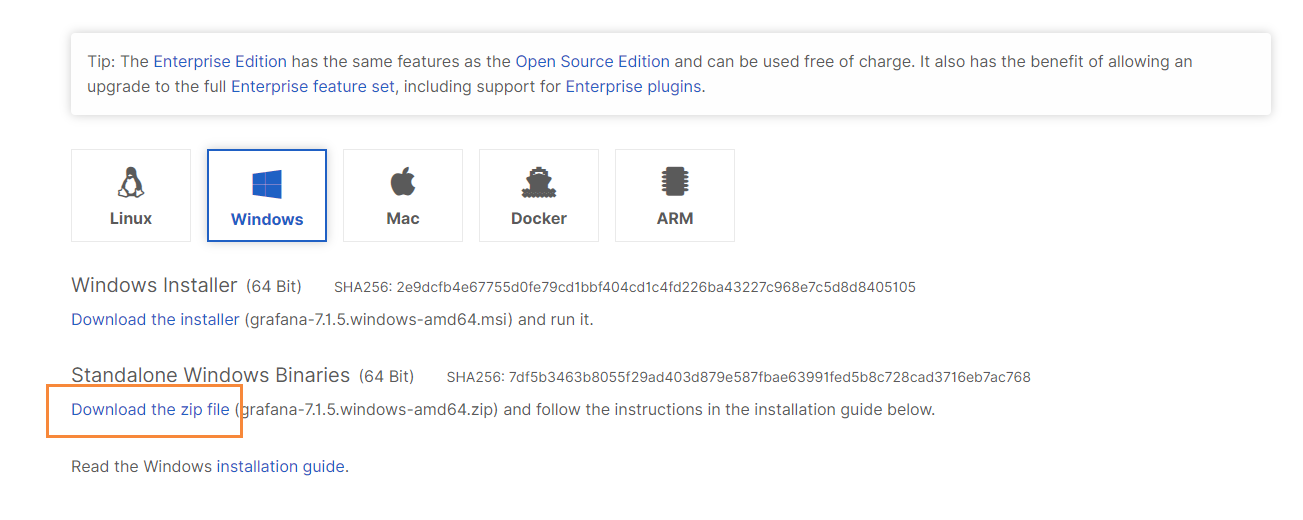 Tip: The Enterprise Edition has the same features as the Open Source Edition and can be used free of charge. It also has the benefit of allowing an
upgrade to the full Enterprise feature set, including support for Enterprise plugins.
Linux
Windows
Mac
Docker
ARM
Windows Installer (64 Bit) SHA256: 2e9dcfb4e67755d0fe79cd1bbf404cd1c4fd226ba43227c968e7c5d8d8405105
Download the installer (grafana-7.1.5.windows-amd64.msi) and run it.
Standalone Windows Binaries (64 Bit) SHA256: 7df5b3463b8055f29ad403d879e587fbae63991fed5b8c728cad3716eb7ac768
Download the zip file (grafana-7.1.5.windows-amd64.zip) and follow the instructions in the installation guide below.
Read the Windows installation guide.